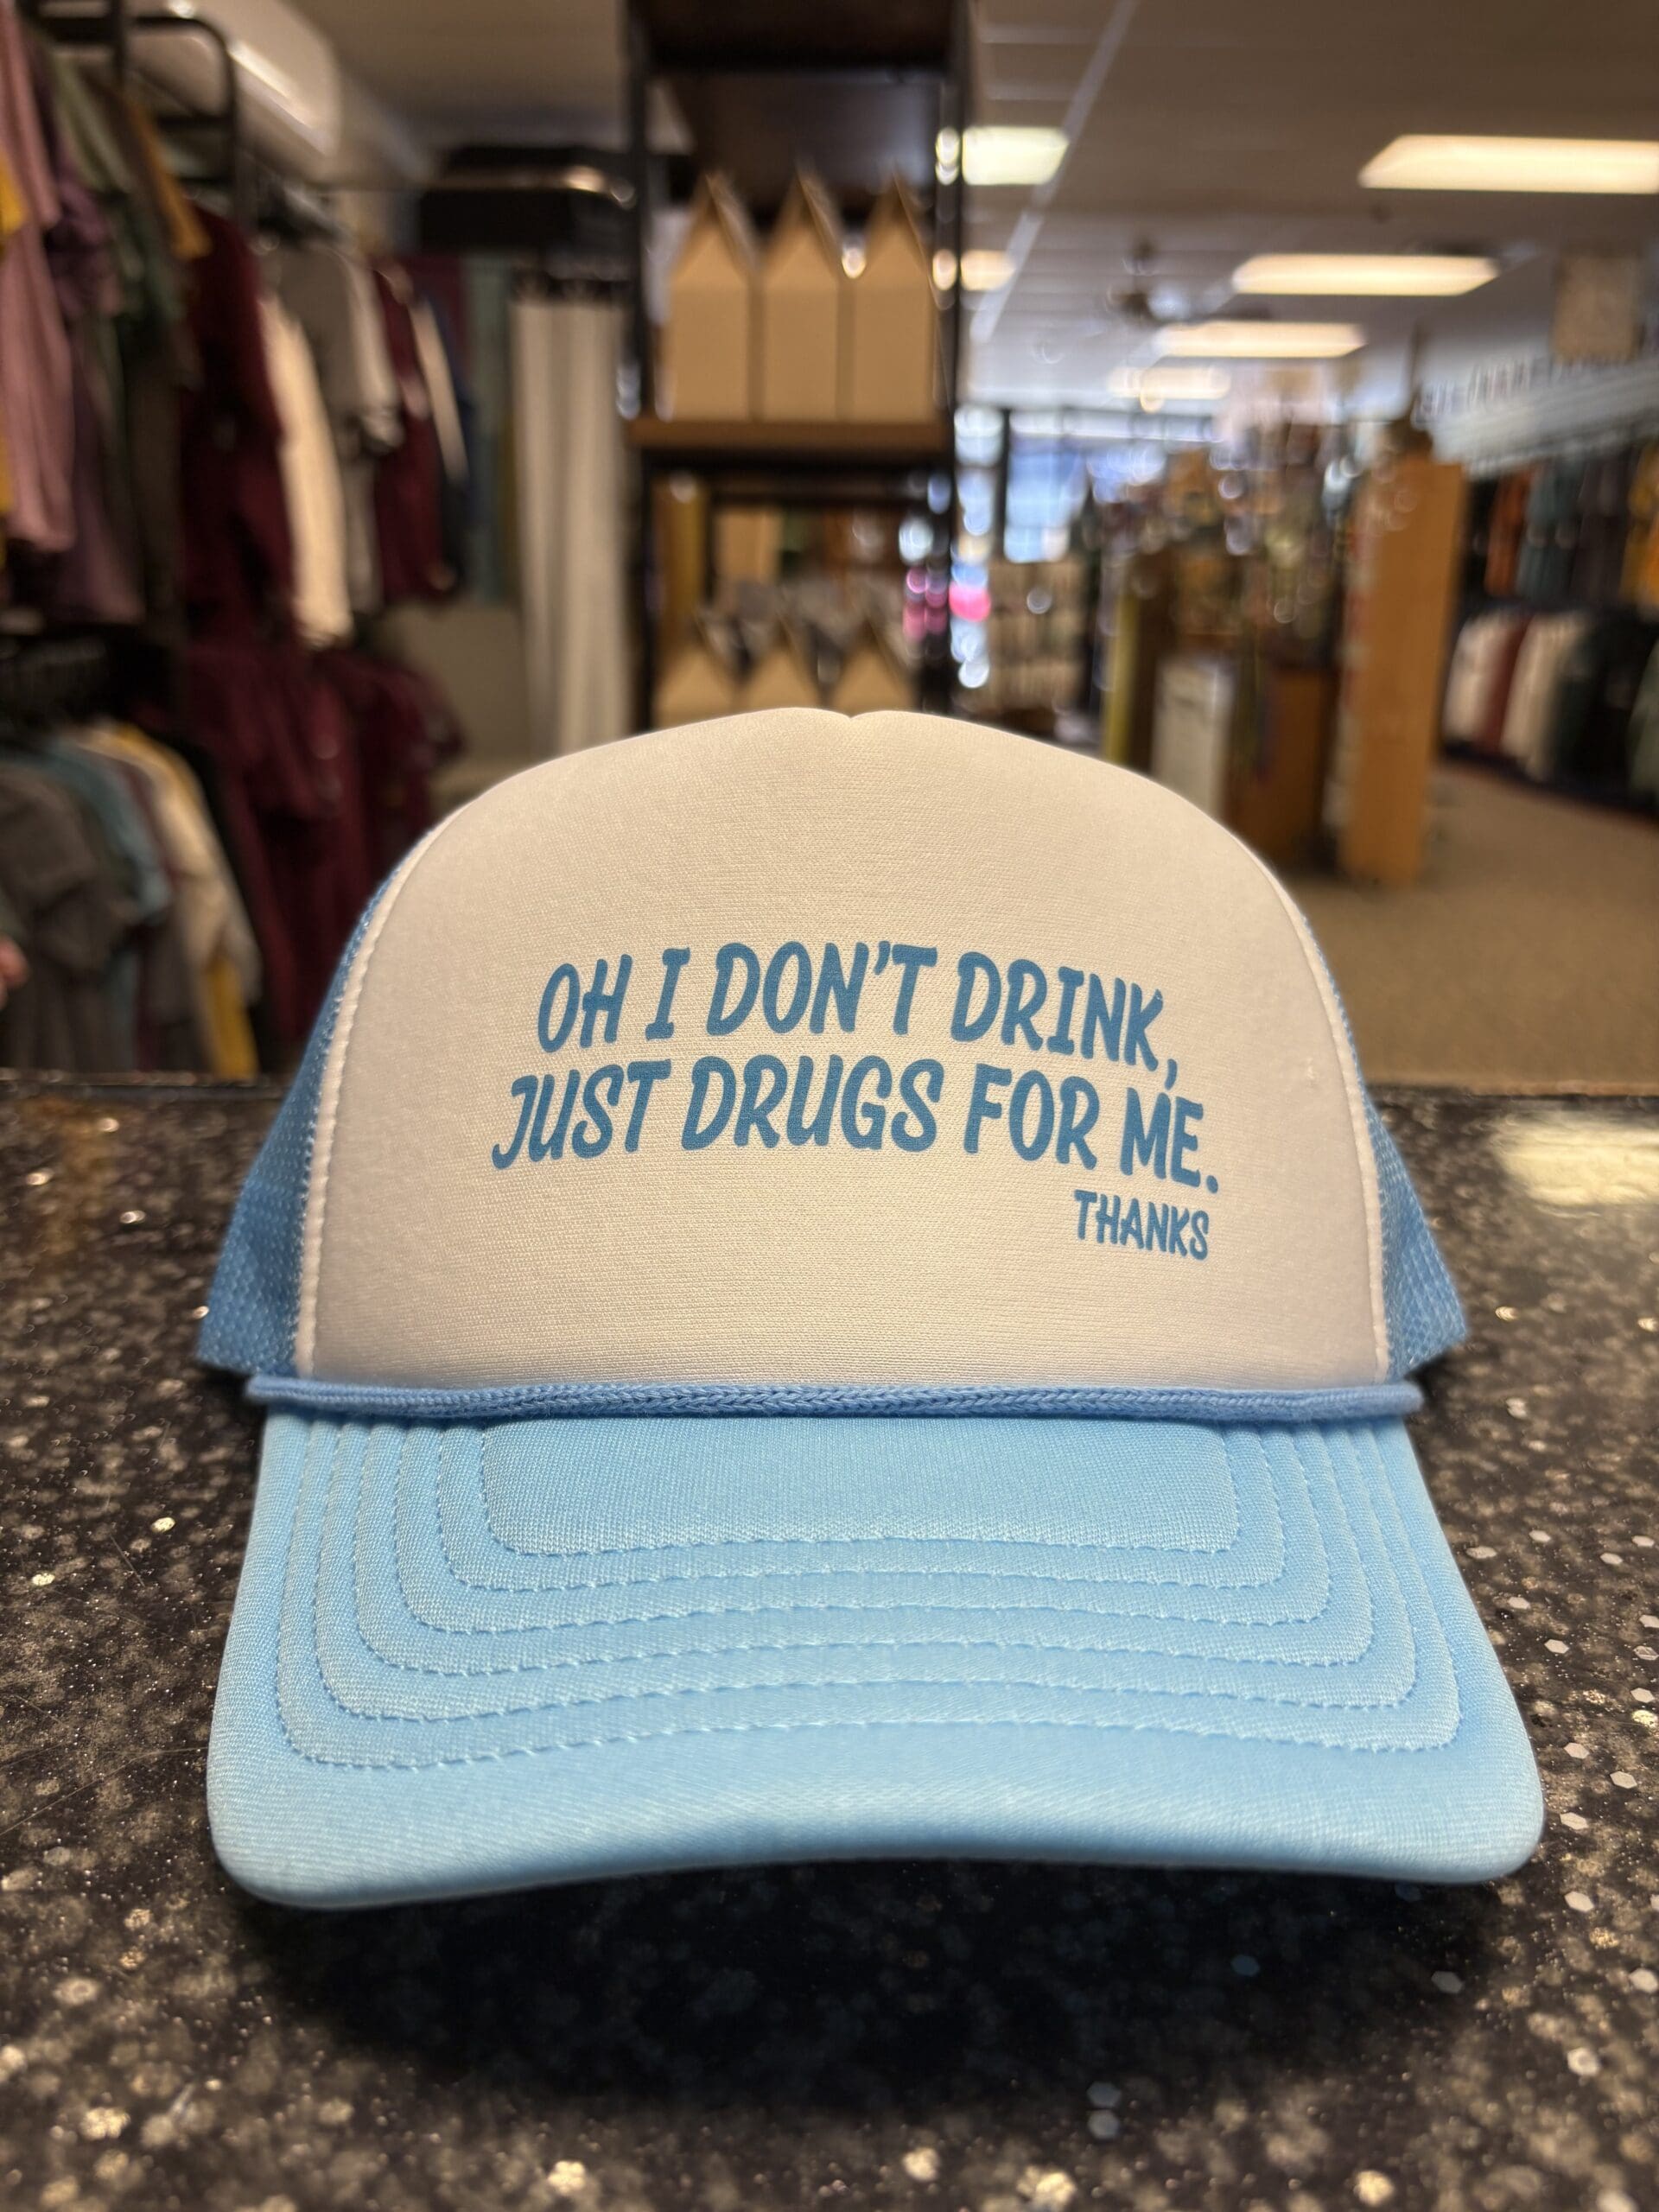 OH I DON'T DRINK,
JUST DRUGS FOR ME.
THANKS